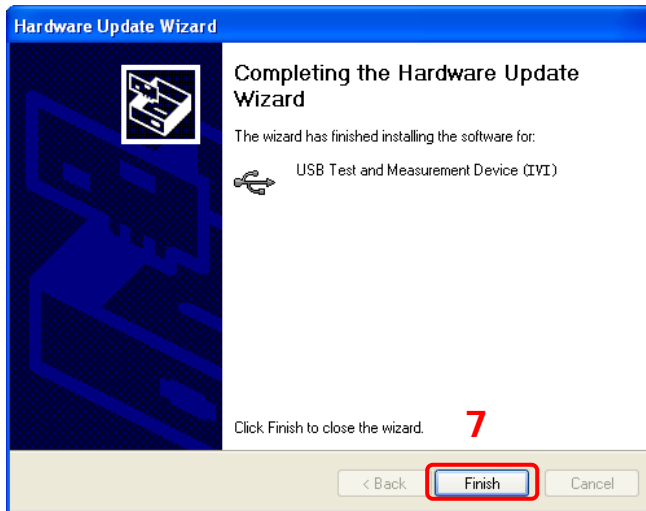 Hardware Update Wizard
Completing the Hardware Update
Wizard
The wizard has finished installing the software for:
USB Test and Measurement Device (IVI)
Click Finish to close the wizard.
7
< Back
Finish
Cancel